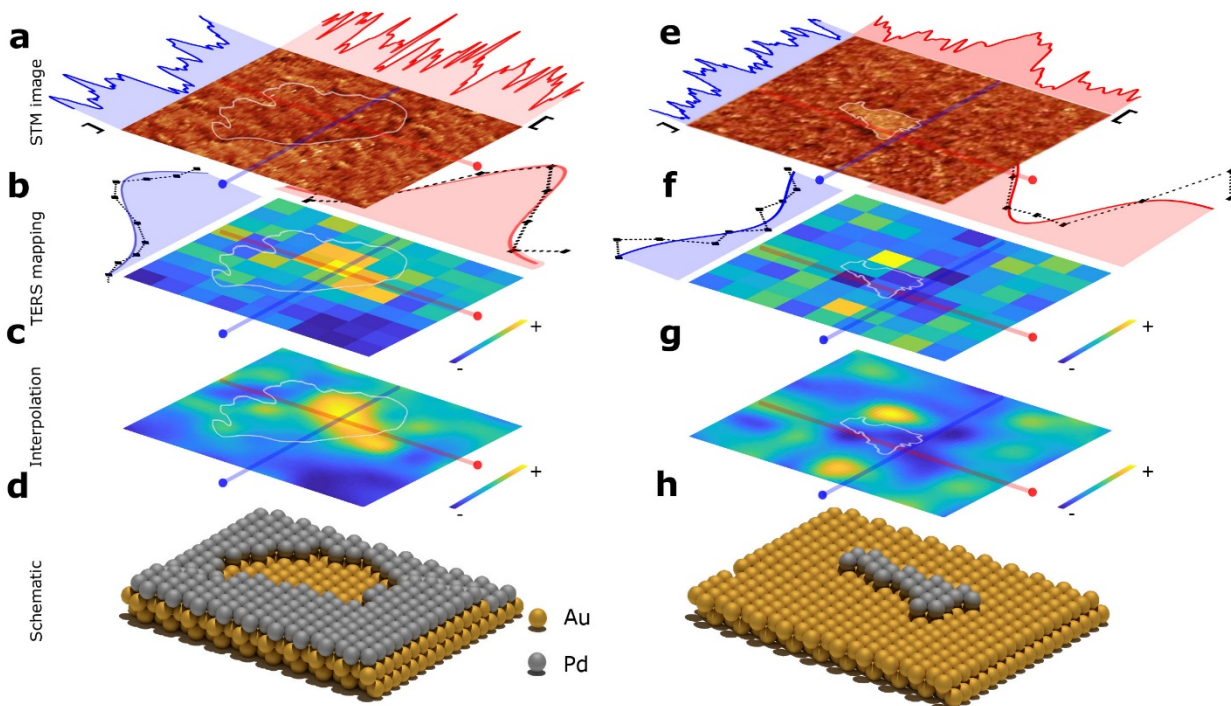 a
e
STM image
b
f
TERS mapping
+
-
+
-
c
g
Interpolation
+
-
+
-
d
h
Schematic
Au
Pd